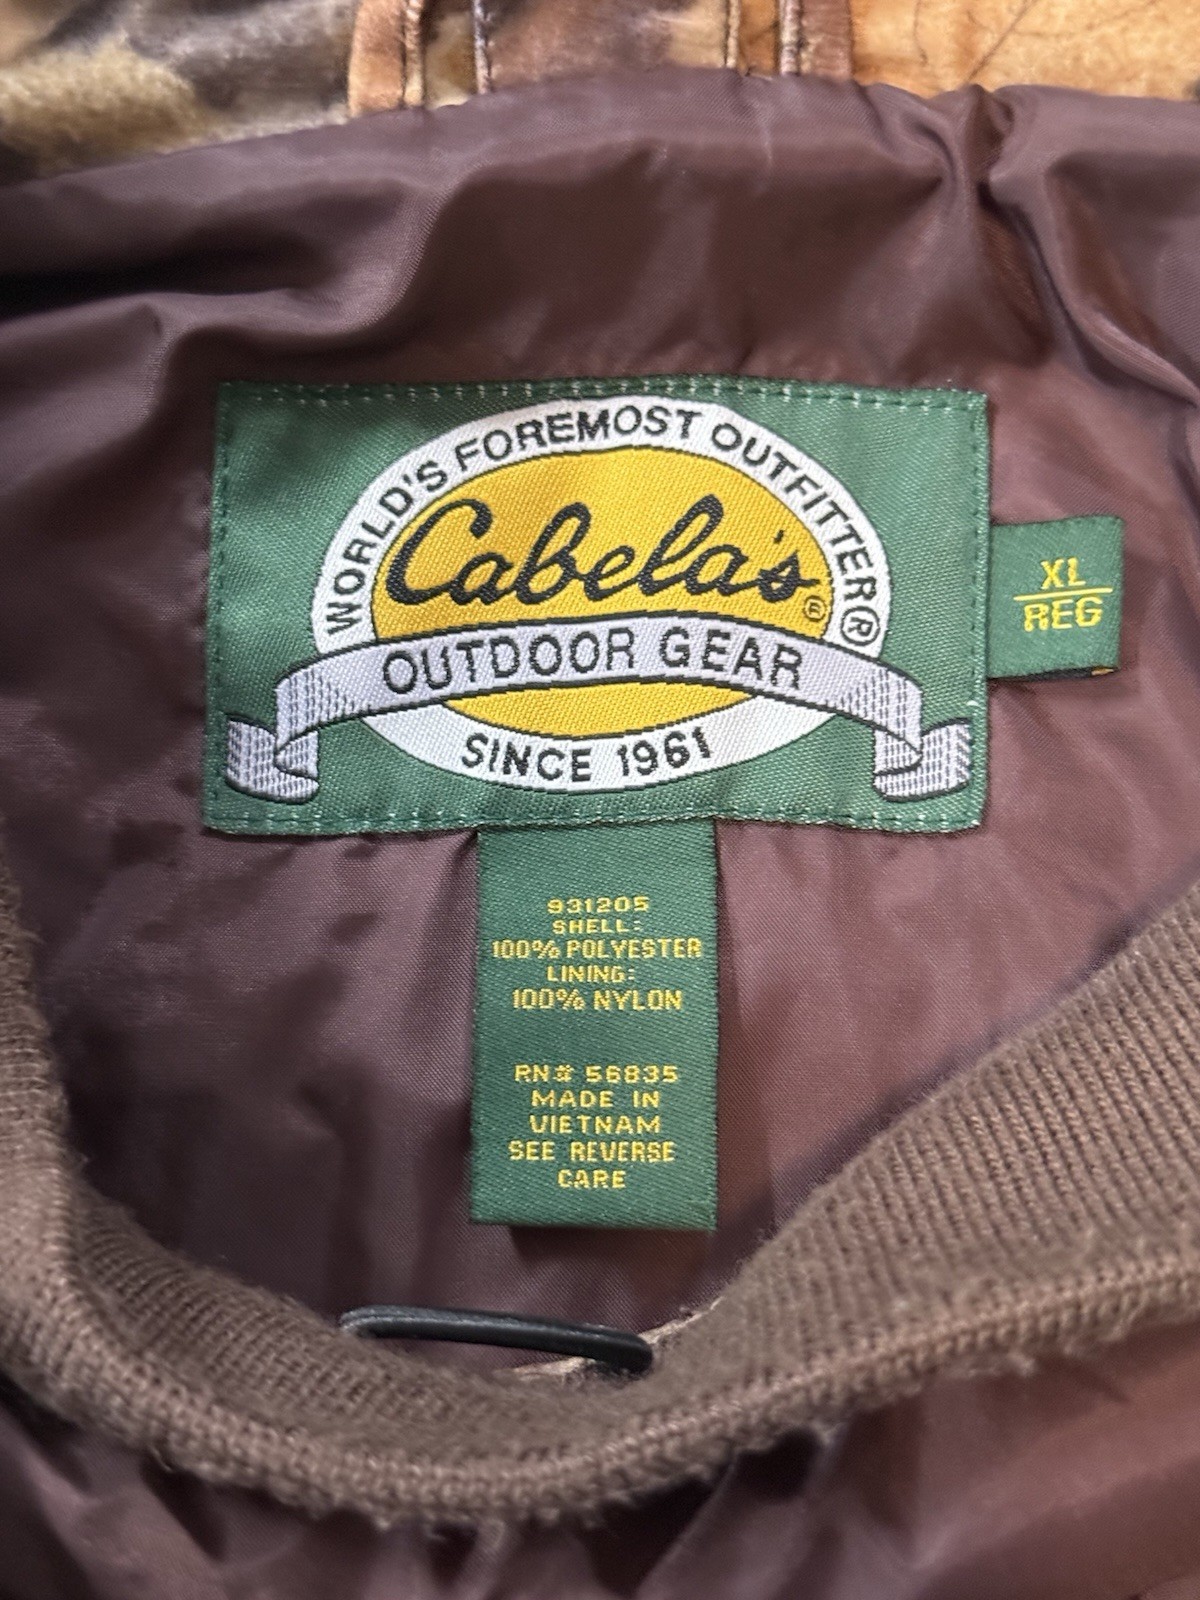 WORLD'S FOREMOST OUTFITTER®
Cabela's®
OUTDOOR GEAR
SINCE 1961
XL
REG
931205
SHELL:
100% POLYESTER
LINING:
100% NYLON
RN# 56835
MADE IN
VIETNAM
SEE REVERSE
CARE